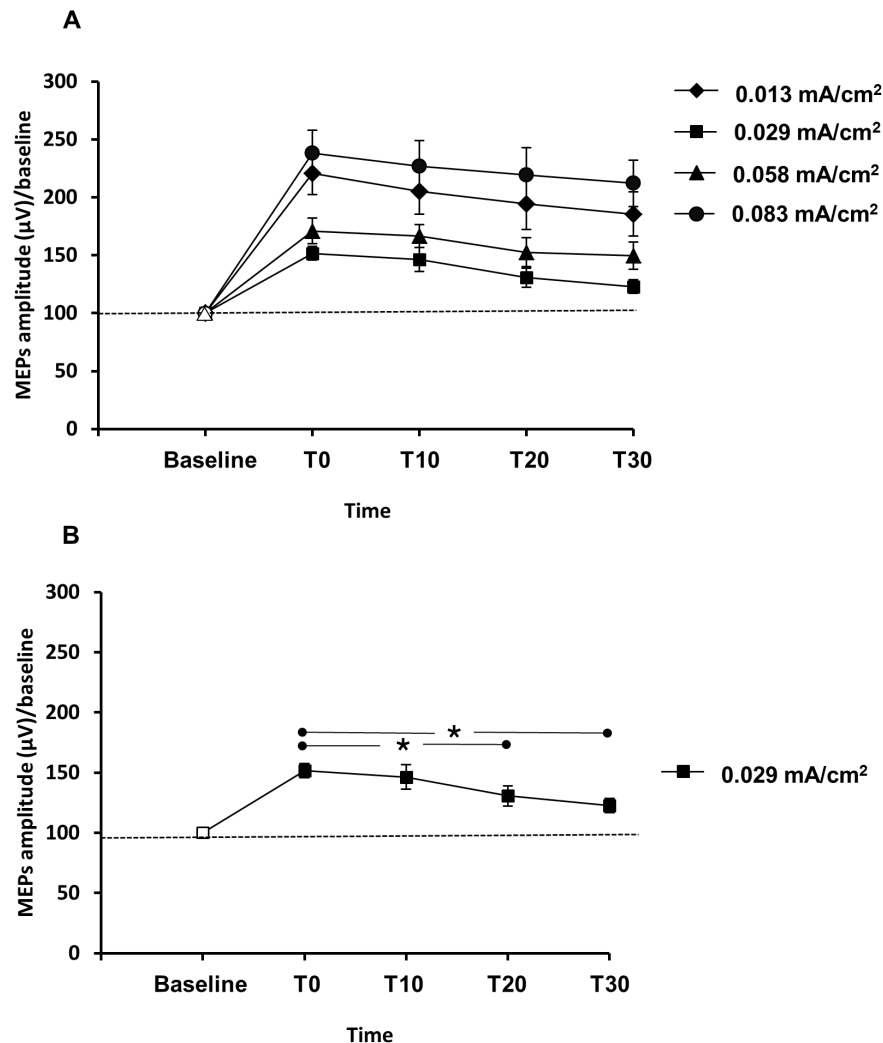 A
MEPs amplitude (µV)/baseline
300
250
200
150
100
50
0
Baseline T0 T10 T20 T30
Time
0.013 mA/cm²
0.029 mA/cm²
0.058 mA/cm²
0.083 mA/cm²
B
MEPs amplitude (µV)/baseline
300
250
200
150
100
50
0
* 
*
Baseline T0 T10 T20 T30
Time
0.029 mA/cm²